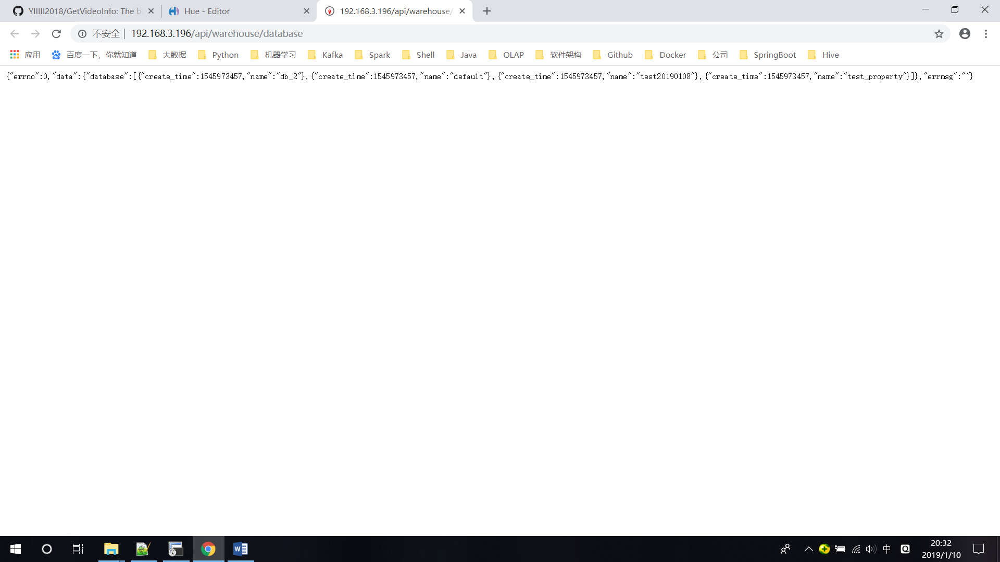 YIIIII2018/GetVideoInfo: The b
Hue - Editor
192.168.3.196/api/warehouse/
不安全 | 192.168.3.196/api/warehouse/database
应用 百度一下，你就知道 大数据 Python 机器学习 Kafka Spark Shell Java OLAP 软件架构 Github Docker 公司 SpringBoot Hive
{"errno":0,"data":{"database":[{"create_time":1545973457,"name":"db_2"},{"create_time":1545973457,"name":"default"},{"create_time":1545973457,"name":"test20190108"},{"create_time":1545973457,"name":"test_property"}]},"errmsg":""}
中
20:32
2019/1/10